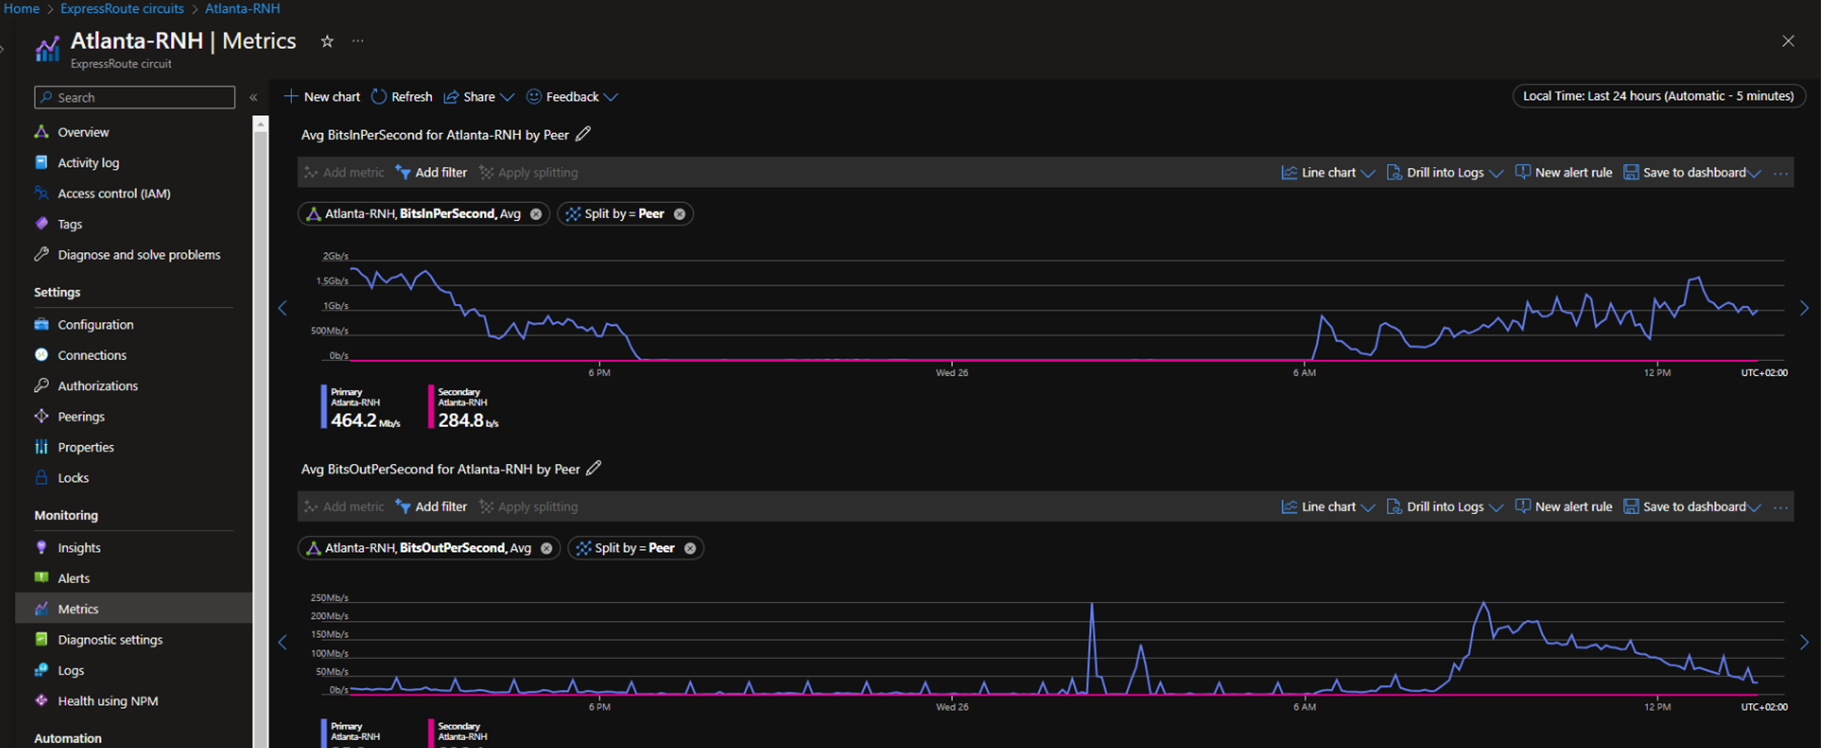 Home > ExpressRoute circuits > Atlanta-RNH
Atlanta-RNH | Metrics
ExpressRoute circuit
Search
Overview
Activity log
Access control (IAM)
Tags
Diagnose and solve problems
Settings
Configuration
Connections
Authorizations
Peerings
Properties
Locks
Monitoring
Insights
Alerts
Metrics
Diagnostic settings
Logs
Health using NPM
Automation
New chart Refresh Share Feedback
Local Time: Last 24 hours (Automatic - 5 minutes)
Avg BitsInPerSecond for Atlanta-RNH by Peer
Add metric Add filter Apply splitting Line chart Drill into Logs New alert rule Save to dashboard
Atlanta-RNH, BitsInPerSecond, Avg Split by = Peer
2Gb/s
1.5Gb/s
1Gb/s
500Mb/s
0b/s
6 PM Wed 26 6 AM 12 PM UTC+02:00
Primary
Atlanta-RNH
464.2 Mb/s
Secondary
Atlanta-RNH
284.8 b/s
Avg BitsOutPerSecond for Atlanta-RNH by Peer
Add metric Add filter Apply splitting Line chart Drill into Logs New alert rule Save to dashboard
Atlanta-RNH, BitsOutPerSecond, Avg Split by = Peer
250Mb/s
200Mb/s
150Mb/s
100Mb/s
50Mb/s
0b/s
6 PM Wed 26 6 AM 12 PM UTC+02:00
Primary
Atlanta-RNH
Secondary
Atlanta-RNH